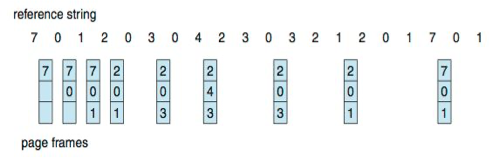 reference string
7 0 1 2 0 3 0 4 2 3 0 3 2 1 2 0 1 7 0 1
7 7 7 2 2 2 2 2 7
0 0 0 0 4 0 0 0
1 1 3 3 3 1 1
page frames